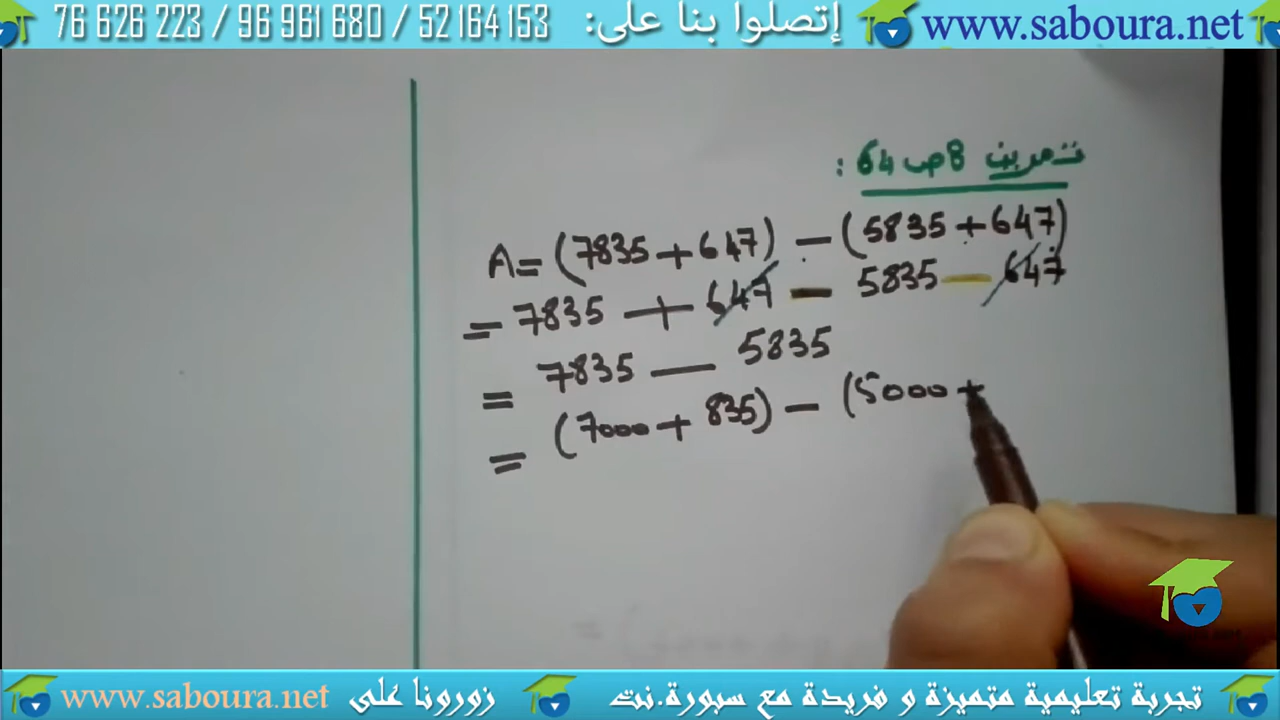 76 626 223 / 96 961 680 / 52 164 153 إتصلوا بنا على: www.saboura.net
تمرين 8 ص 64 :
A = (7835 + 647) — (5835 + 647)
= 7835 + 647 — 5835 — 647
= 7835 — 5835
= (7000 + 835) — (5000 +
www.saboura.net زورونا على تجربة تعليمية متميزة و فريدة مع سبورة.نت